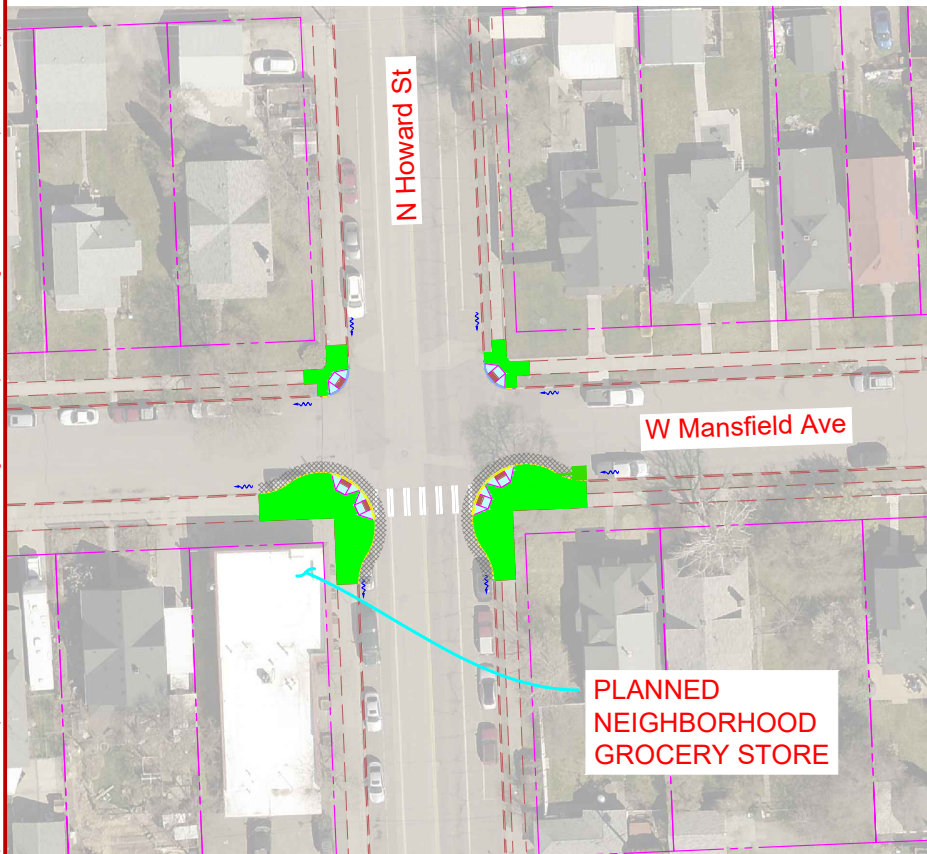 N Howard St
W Mansfield Ave
PLANNED
NEIGHBORHOOD
GROCERY STORE